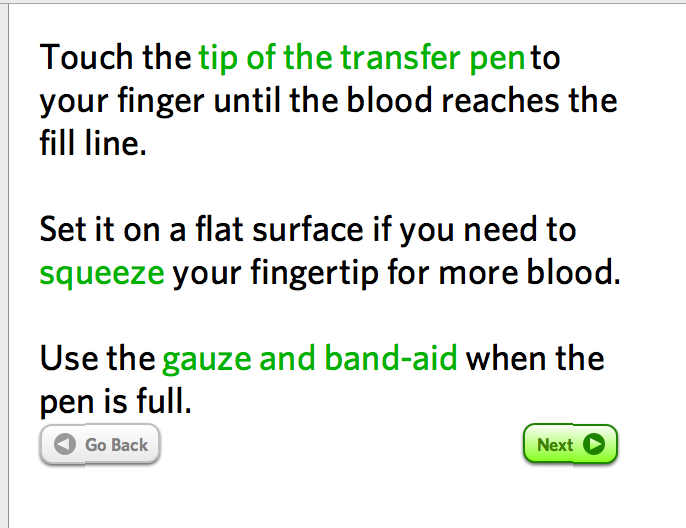 Touch the tip of the transfer pen to
your finger until the blood reaches the
fill line.
Set it on a flat surface if you need to
squeeze your fingertip for more blood.
Use the gauze and band-aid when the
pen is full.
Go Back
Next